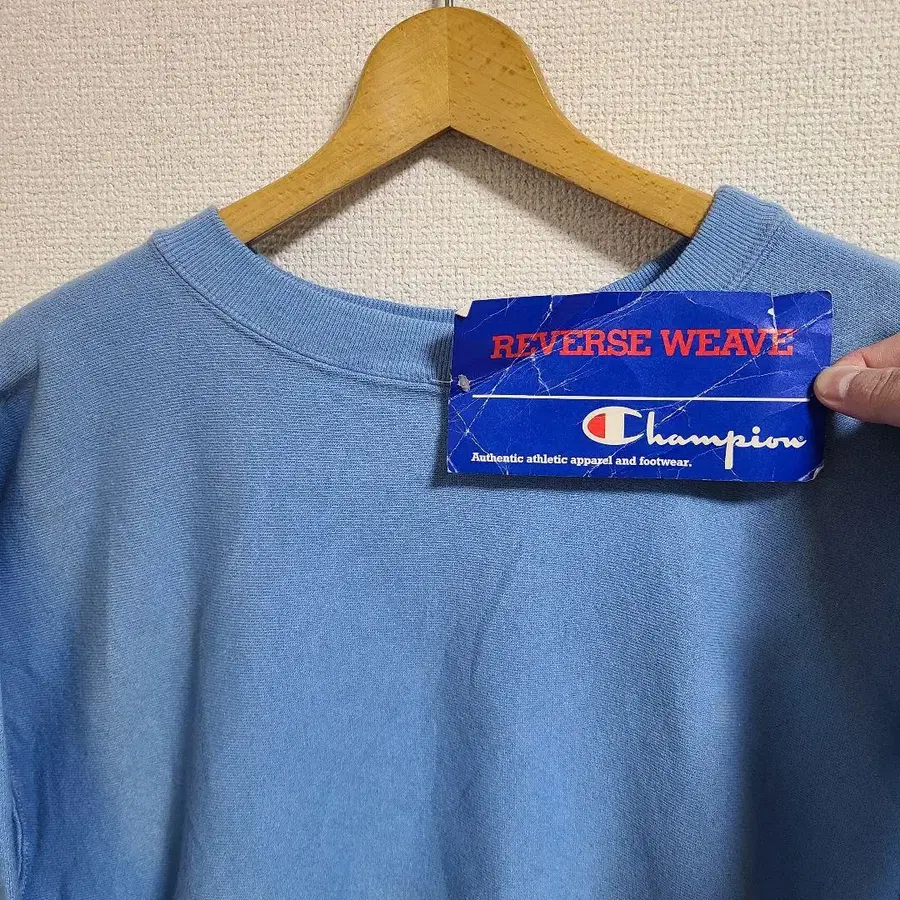 REVERSE WEAVE
Champion
Authentic athletic apparel and footwear.